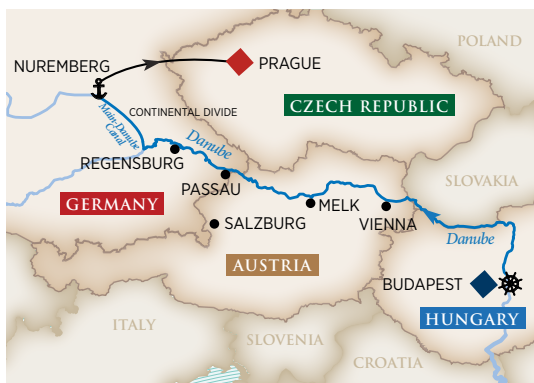 POLAND
NUREMBERG
PRAGUE
CZECH REPUBLIC
Main-Danube
Canal
CONTINENTAL DIVIDE
Danube
REGENSBURG
PASSAU
SLOVAKIA
GERMANY
MELK
SALZBURG
VIENNA
Danube
AUSTRIA
BUDAPEST
HUNGARY
ITALY
SLOVENIA
CROATIA